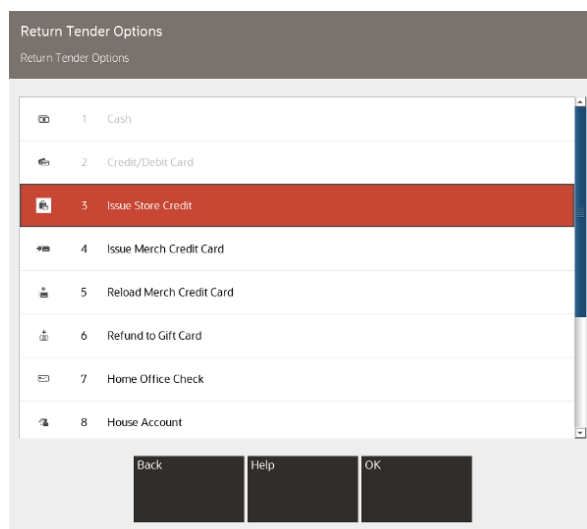 Return Tender Options
Return Tender Options
1 Cash
2 Credit/Debit Card
3 Issue Store Credit
4 Issue Merch Credit Card
5 Reload Merch Credit Card
6 Refund to Gift Card
7 Home Office Check
8 House Account
Back Help OK